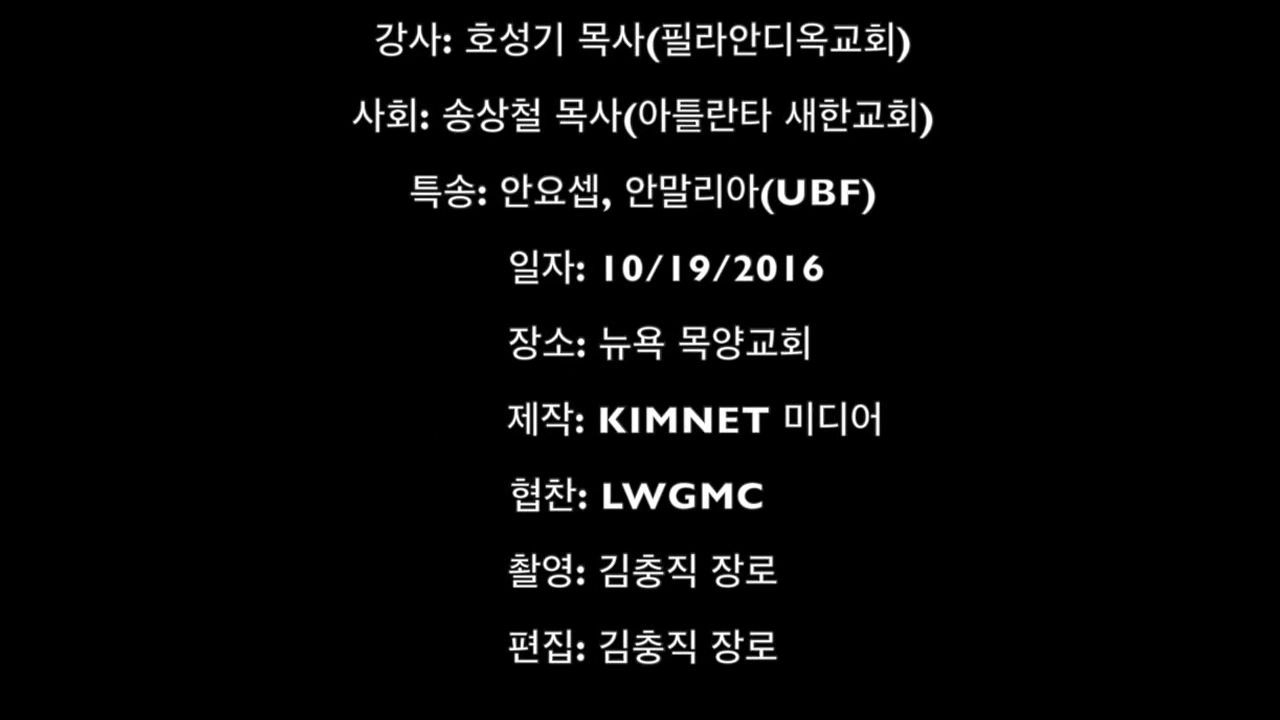 강사: 호성기 목사(필라안디옥교회)
사회: 송상철 목사(아틀란타 새한교회)
특송: 안요셉, 안말리아(UBF)
일자: 10/19/2016
장소: 뉴욕 목양교회
제작: KIMNET 미디어
협찬: LWGMC
촬영: 김충직 장로
편집: 김충직 장로